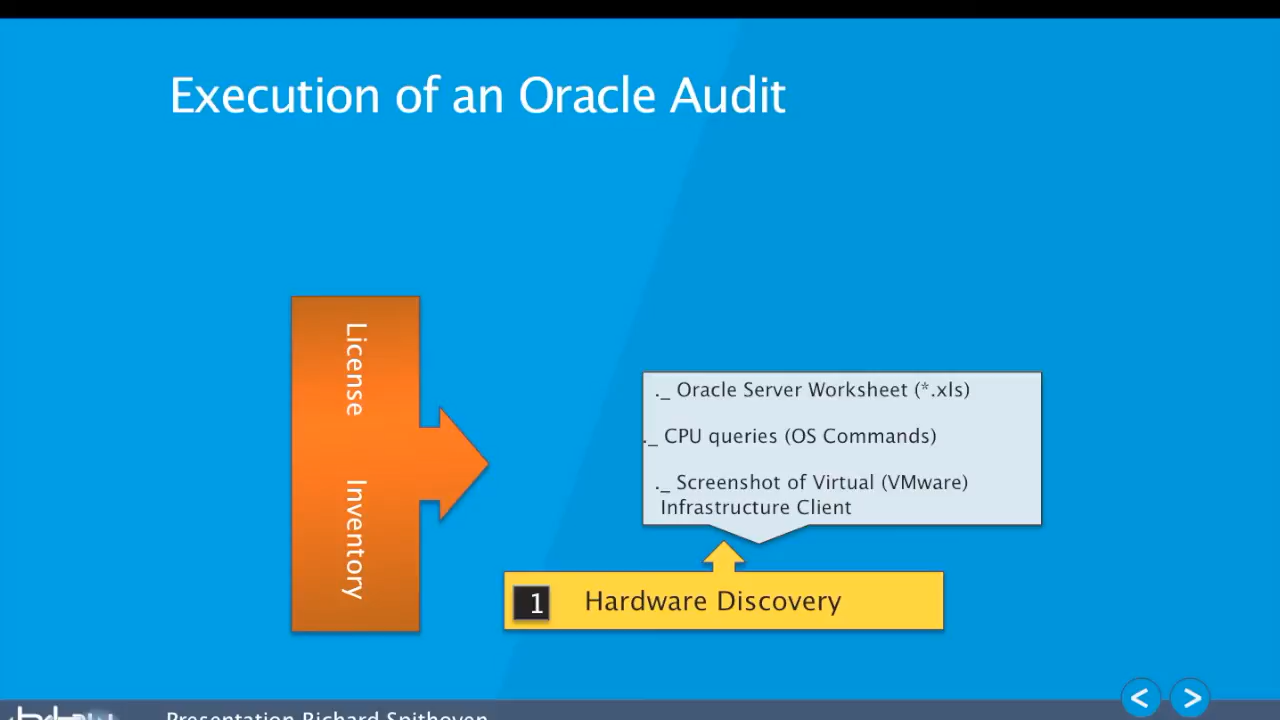 Execution of an Oracle Audit
License Inventory
._ Oracle Server Worksheet (*.xls)
._ CPU queries (OS Commands)
._ Screenshot of Virtual (VMware)
Infrastructure Client
1 Hardware Discovery
Presentation Richard Spithoven